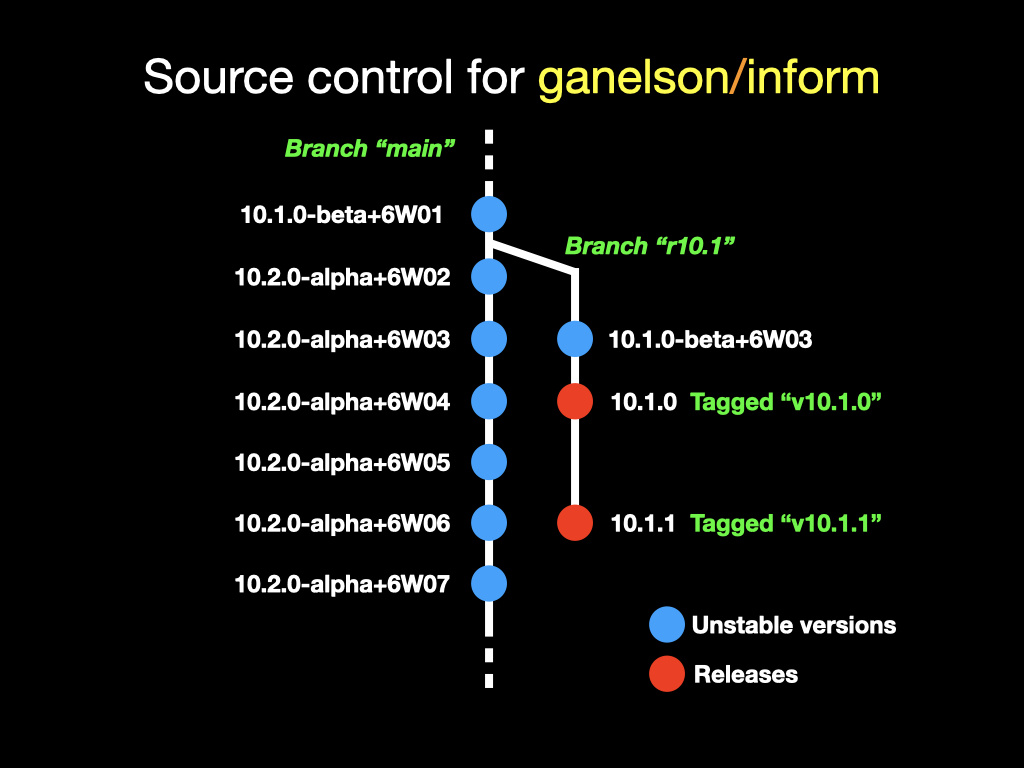 Source control for ganelson/inform
Branch “main”
10.1.0-beta+6W01
Branch “r10.1”
10.2.0-alpha+6W02
10.2.0-alpha+6W03
10.1.0-beta+6W03
10.2.0-alpha+6W04
10.1.0 Tagged “v10.1.0”
10.2.0-alpha+6W05
10.2.0-alpha+6W06
10.1.1 Tagged “v10.1.1”
10.2.0-alpha+6W07
Unstable versions
Releases